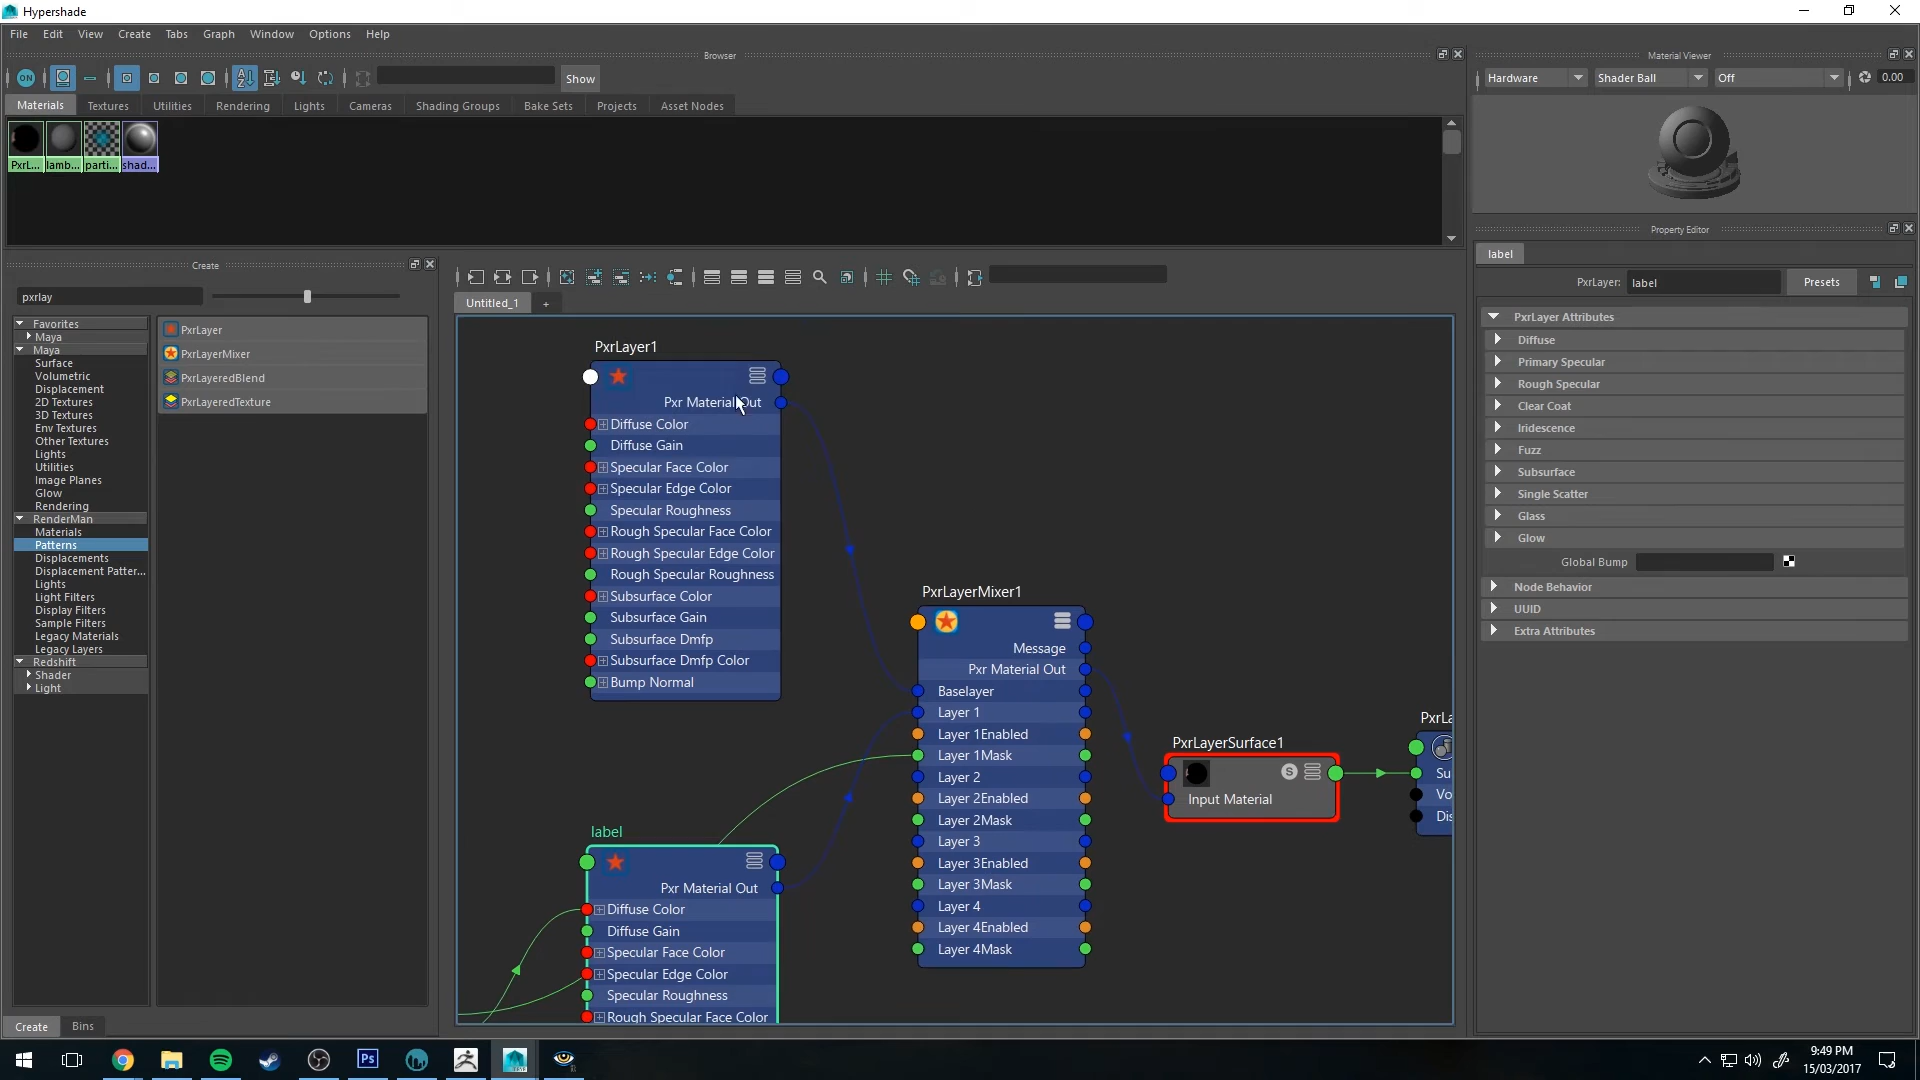 Hypershade
File Edit View Create Tabs Graph Window Options Help
Browser
ON Show
Materials Textures Utilities Rendering Lights Cameras Shading Groups Bake Sets Projects Asset Nodes
PxrL... lamb... parti... shad...
Material Viewer
Hardware Shader Ball Off 0.00
Create
pxrlay
Favorites
Maya
Maya
Surface
Volumetric
Displacement
2D Textures
3D Textures
Env Textures
Other Textures
Lights
Utilities
Image Planes
Glow
Rendering
RenderMan
Materials
Patterns
Displacements
Displacement Patter...
Lights
Light Filters
Display Filters
Sample Filters
Legacy Materials
Legacy Layers
Redshift
Shader
Light
PxrLayer
PxrLayerMixer
PxrLayeredBlend
PxrLayeredTexture
Create Bins
Untitled_1 +
PxrLayer1
Pxr Material Out
Diffuse Color
Diffuse Gain
Specular Face Color
Specular Edge Color
Specular Roughness
Rough Specular Face Color
Rough Specular Edge Color
Rough Specular Roughness
Subsurface Color
Subsurface Gain
Subsurface Dmfp
Subsurface Dmfp Color
Bump Normal
label
Pxr Material Out
Diffuse Color
Diffuse Gain
Specular Face Color
Specular Edge Color
Specular Roughness
Rough Specular Face Color
PxrLayerMixer1
Message
Pxr Material Out
Baselayer
Layer 1
Layer 1Enabled
Layer 1Mask
Layer 2
Layer 2Enabled
Layer 2Mask
Layer 3
Layer 3Enabled
Layer 3Mask
Layer 4
Layer 4Enabled
Layer 4Mask
PxrLayerSurface1
S
Input Material
PxrLa
Su
Vo
Dis
Property Editor
label
PxrLayer: label Presets
PxrLayer Attributes
Diffuse
Primary Specular
Rough Specular
Clear Coat
Iridescence
Fuzz
Subsurface
Single Scatter
Glass
Glow
Global Bump
Node Behavior
UUID
Extra Attributes
Ps
9:49 PM
15/03/2017